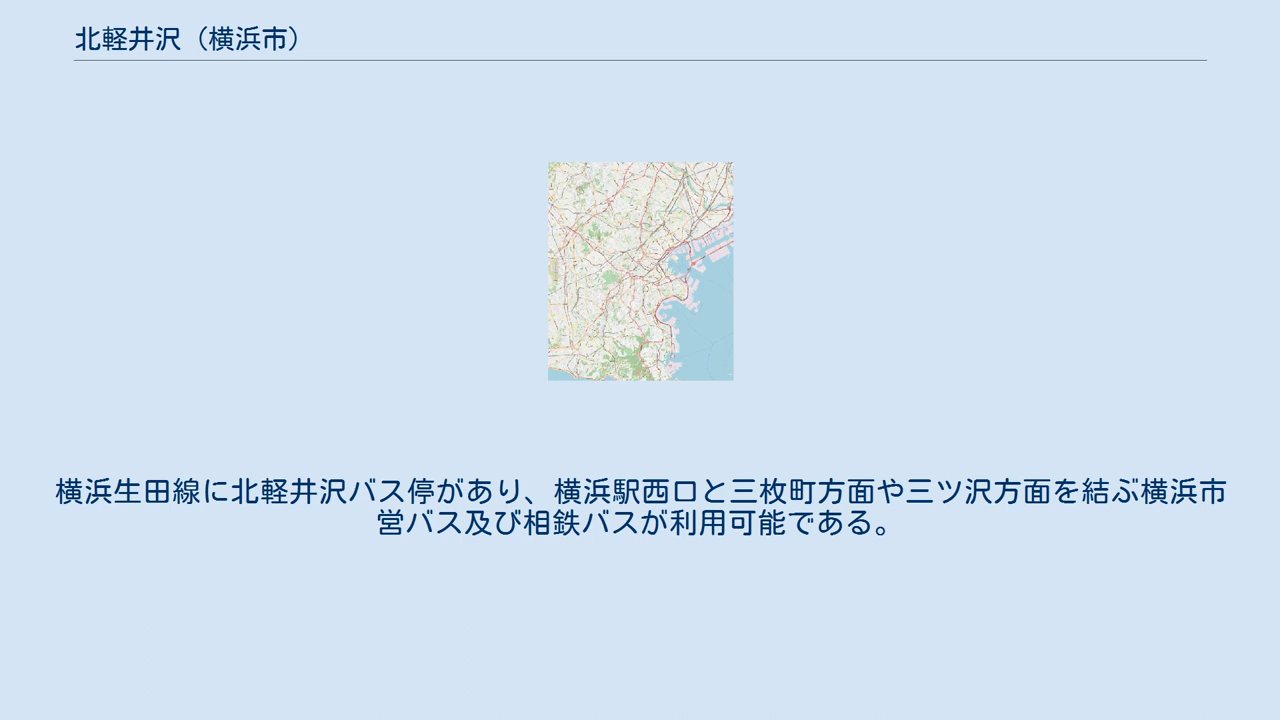 北軽井沢（横浜市）
横浜生田線に北軽井沢バス停があり、横浜駅西口と三枚町方面や三ツ沢方面を結ぶ横浜市
営バス及び相鉄バスが利用可能である。